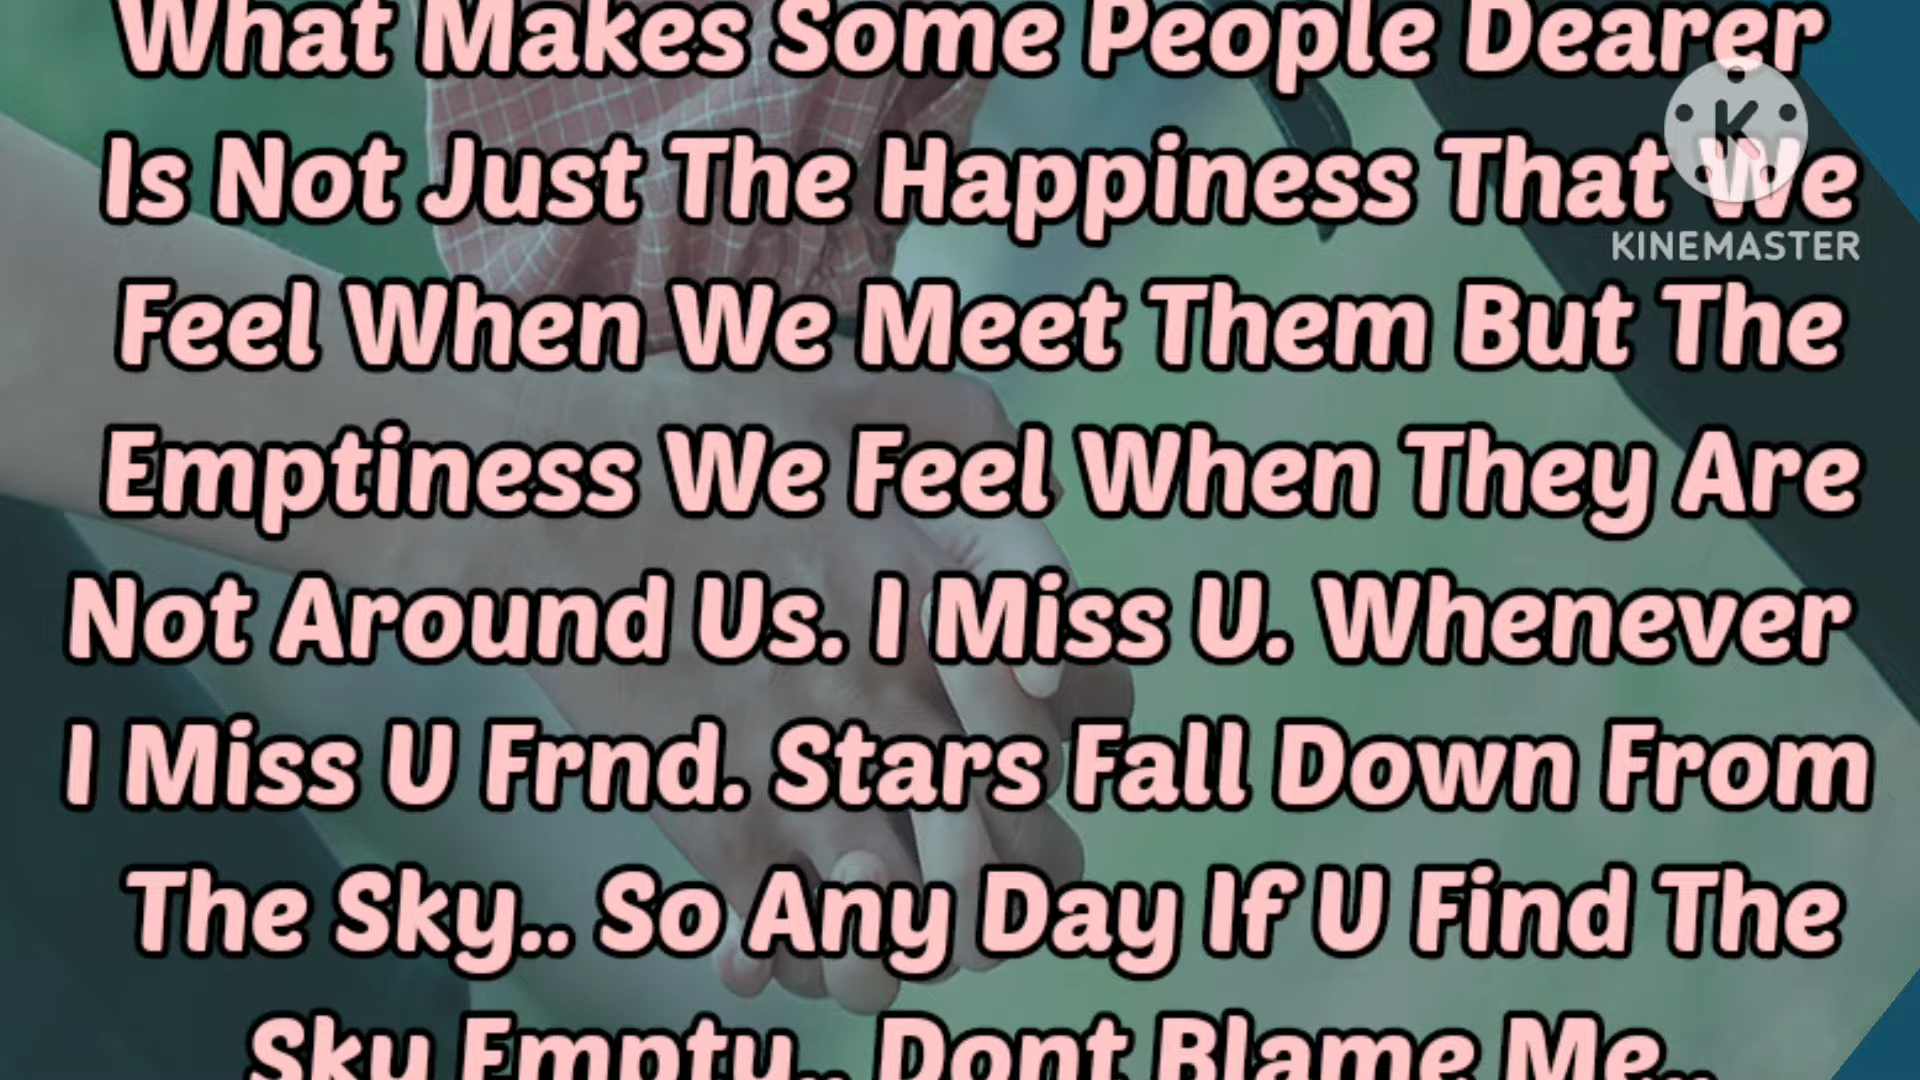 What Makes Some People Dearer
Is Not Just The Happiness That We
KINEMASTER
Feel When We Meet Them But The
Emptiness We Feel When They Are
Not Around Us. I Miss U. Whenever
I Miss U Frnd. Stars Fall Down From
The Sky.. So Any Day If U Find The
Sky Empty.. Dont Blame Me..